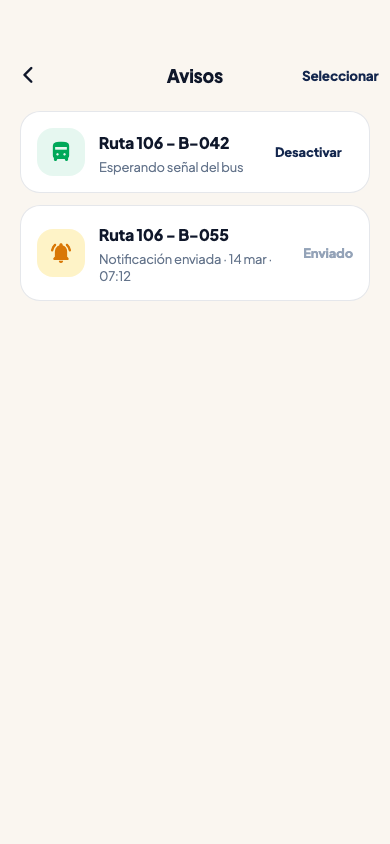 Avisos
Seleccionar
Ruta 106 – B-042
Esperando señal del bus
Desactivar
Ruta 106 – B-055
Notificación enviada · 14 mar ·
07:12
Enviado